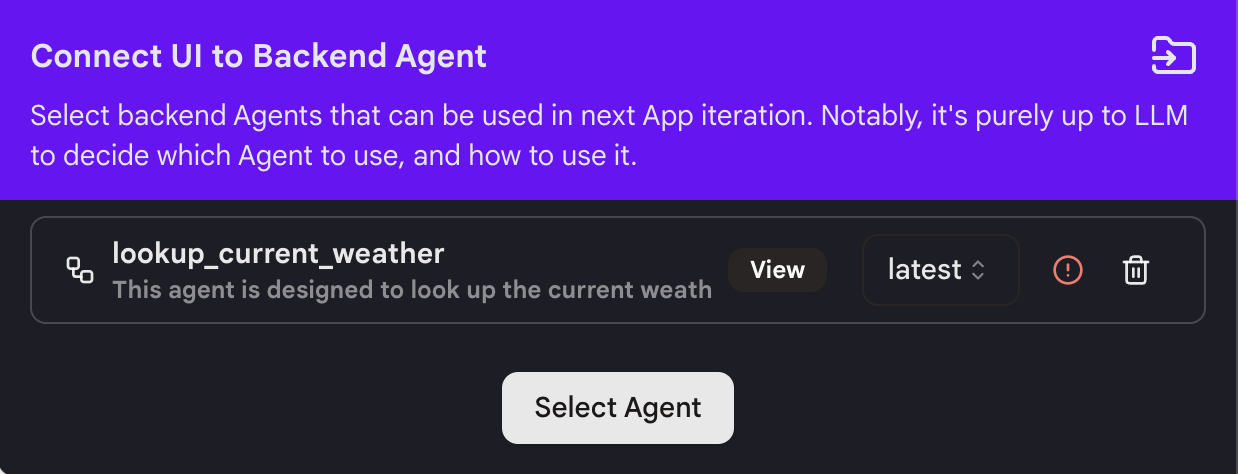 Connect UI to Backend Agent
Select backend Agents that can be used in next App iteration. Notably, it's purely up to LLM
to decide which Agent to use, and how to use it.
lookup_current_weather
This agent is designed to look up the current weath
View
latest
Select Agent